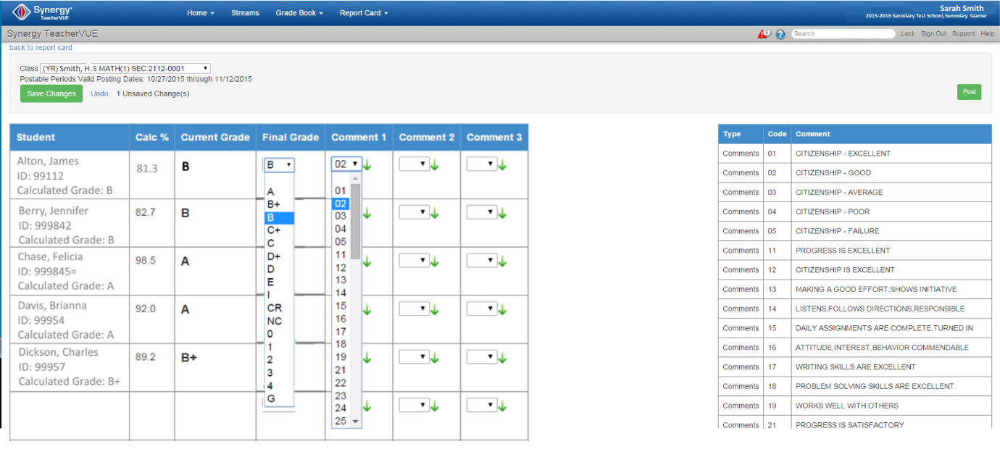 Synergy
TeacherVUE
Home Streams Grade Book Report Card
Sarah Smith
2015-2016 Secodary Test School,Secondary Teacher
Synergy TeacherVUE
5 ? Search Lock Sign Out Support Help
back to report card
Class (YR) Smith, H.6 MATH(1) SEC:2112-0001
Postable Periods Valid Posting Dates: 10/27/2015 through 11/12/2015
Save Changes Undo 1 Unsaved Change(s)
Post
Student Calc % Current Grade Final Grade Comment 1 Comment 2 Comment 3
Alton, James
ID: 99112
Calculated Grade: B
81.3
B
Berry, Jennifer
ID: 999842
Calculated Grade: B
82.7
B
Chase, Felicia
ID: 999845=
Calculated Grade: A
98.5
A
Davis, Brianna
ID: 99954
Calculated Grade: A
92.0
A
Dickson, Charles
ID: 99957
Calculated Grade: B+
89.2
B+
B
A
B+
B
C+
C
D+
D
E
I
CR
NC
0
1
2
3
4
G
02
01
02
03
04
05
11
12
13
14
15
16
17
18
19
21
22
23
24
25
Type Code Comment
Comments 01 CITIZENSHIP - EXCELLENT
Comments 02 CITIZENSHIP - GOOD
Comments 03 CITIZENSHIP - AVERAGE
Comments 04 CITIZENSHIP - POOR
Comments 05 CITIZENSHIP - FAILURE
Comments 11 PROGRESS IS EXCELLENT
Comments 12 CITIZENSHIP IS EXCELLENT
Comments 13 MAKING A GOOD EFFORT;SHOWS INITIATIVE
Comments 14 LISTENS,FOLLOWS DIRECTIONS,RESPONSIBLE
Comments 15 DAILY ASSIGNMENTS ARE COMPLETE,TURNED IN
Comments 16 ATTITUDE,INTEREST,BEHAVIOR COMMENDABLE
Comments 17 WRITING SKILLS ARE EXCELLENT
Comments 18 PROBLEM SOLVING SKILLS ARE EXCELLENT
Comments 19 WORKS WELL WITH OTHERS
Comments 21 PROGRESS IS SATISFACTORY